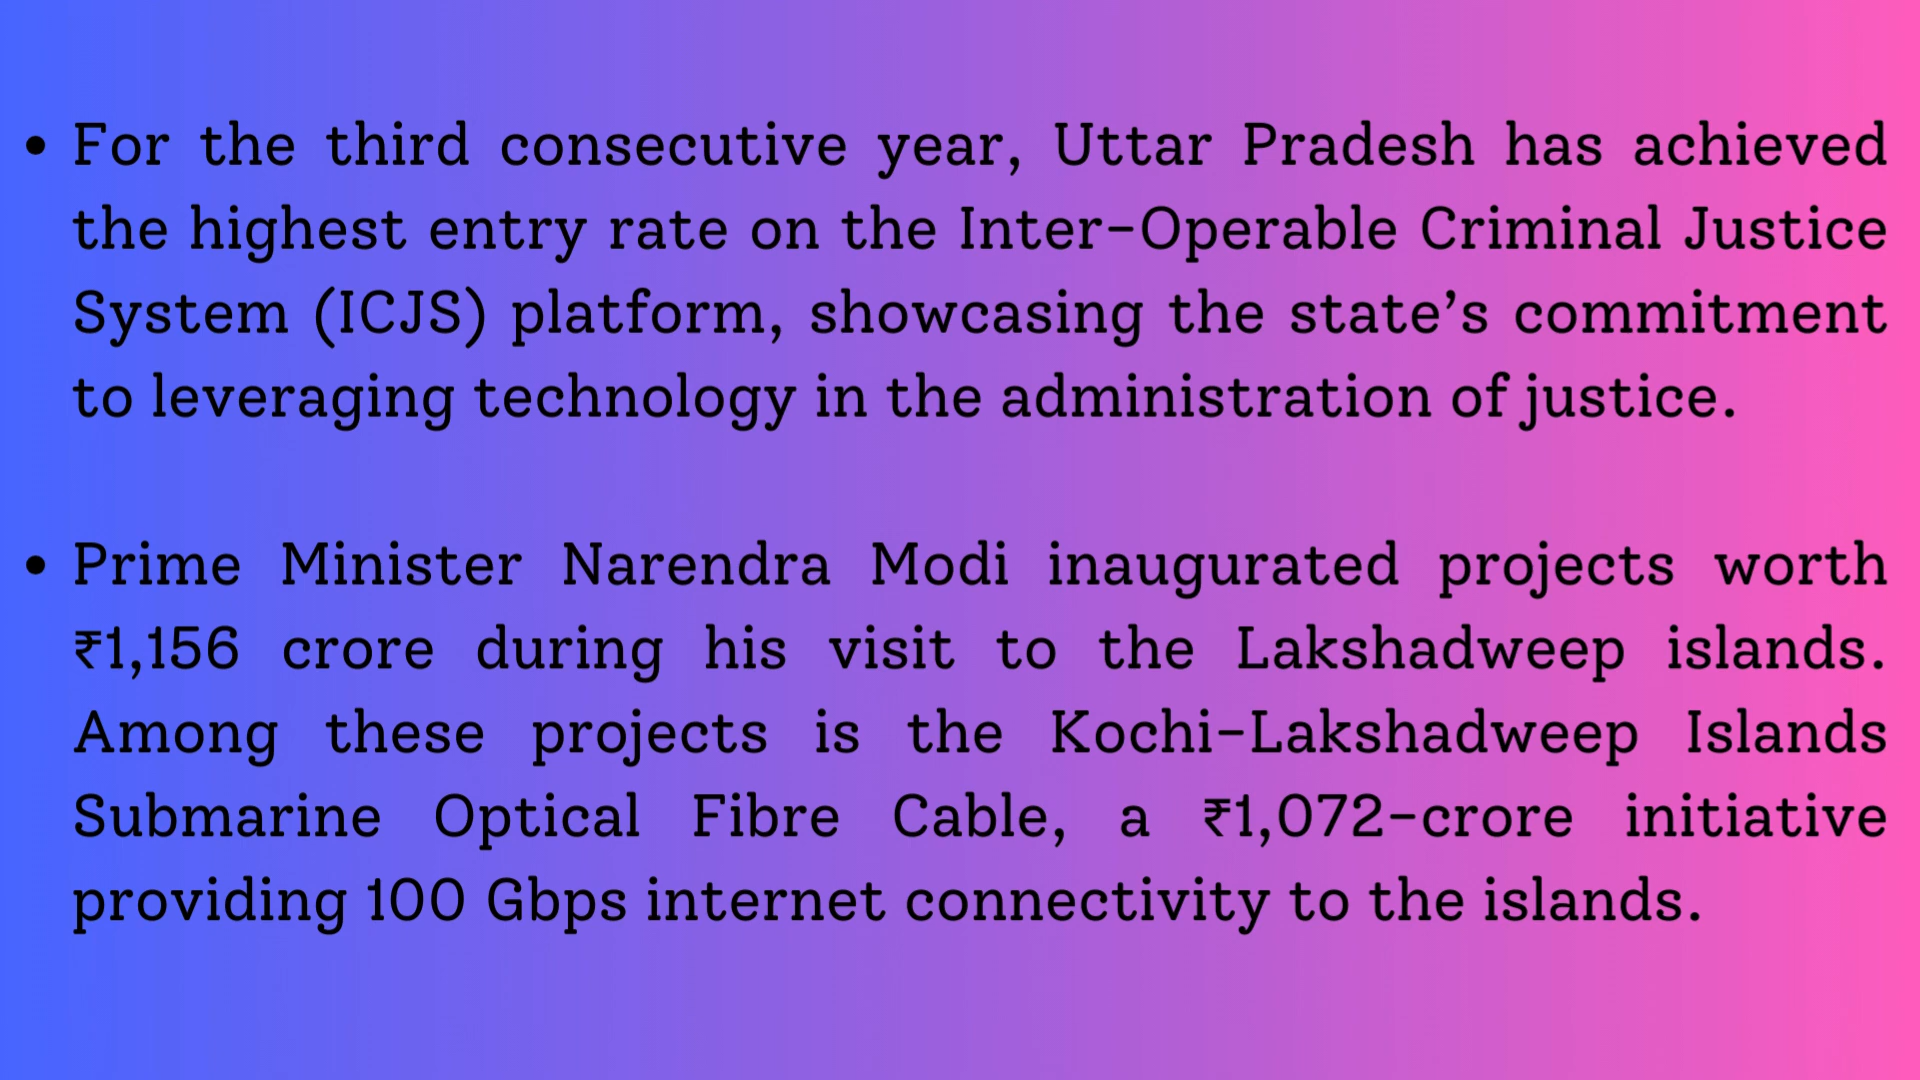 • For the third consecutive year, Uttar Pradesh has achieved
the highest entry rate on the Inter-Operable Criminal Justice
System (ICJS) platform, showcasing the state’s commitment
to leveraging technology in the administration of justice.
• Prime Minister Narendra Modi inaugurated projects worth
₹1,156 crore during his visit to the Lakshadweep islands.
Among these projects is the Kochi-Lakshadweep Islands
Submarine Optical Fibre Cable, a ₹1,072-crore initiative
providing 100 Gbps internet connectivity to the islands.